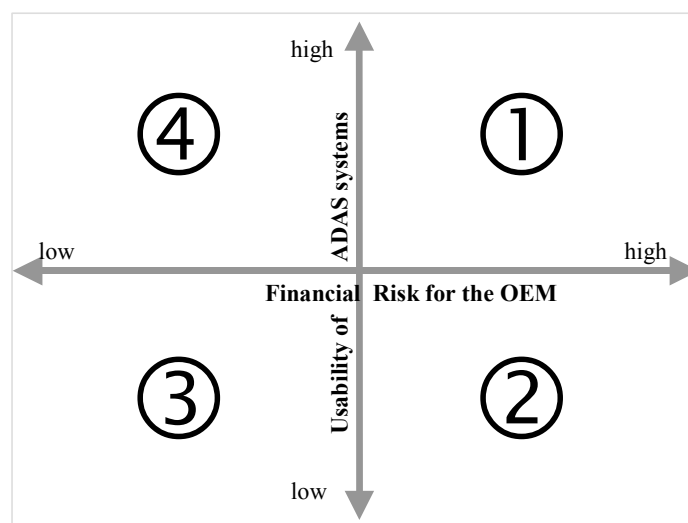 high
④ ①
ADAS systems
low high
Financial Risk for the OEM
Usability of
③ ②
low